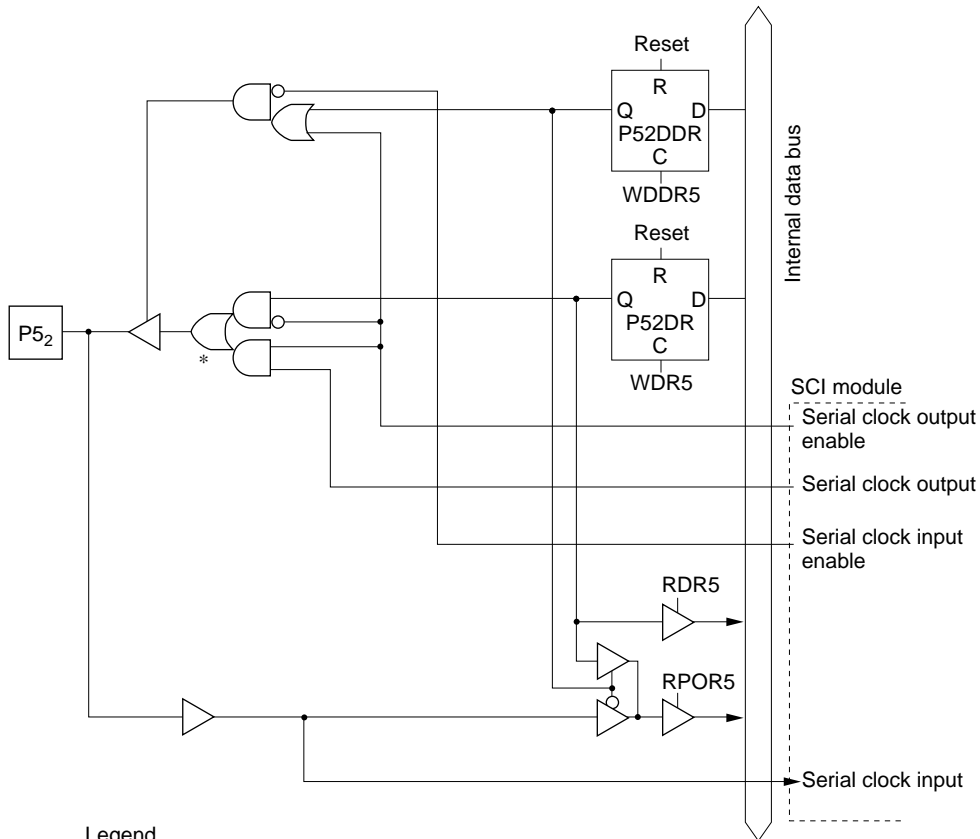 Reset
R
Q D
P52DDR
C
WDDR5
Internal data bus
Reset
R
Q D
P52DR
C
WDR5
P5₂
*
SCI module
Serial clock output
enable
Serial clock output
Serial clock input
enable
RDR5
RPOR5
Serial clock input
Legend